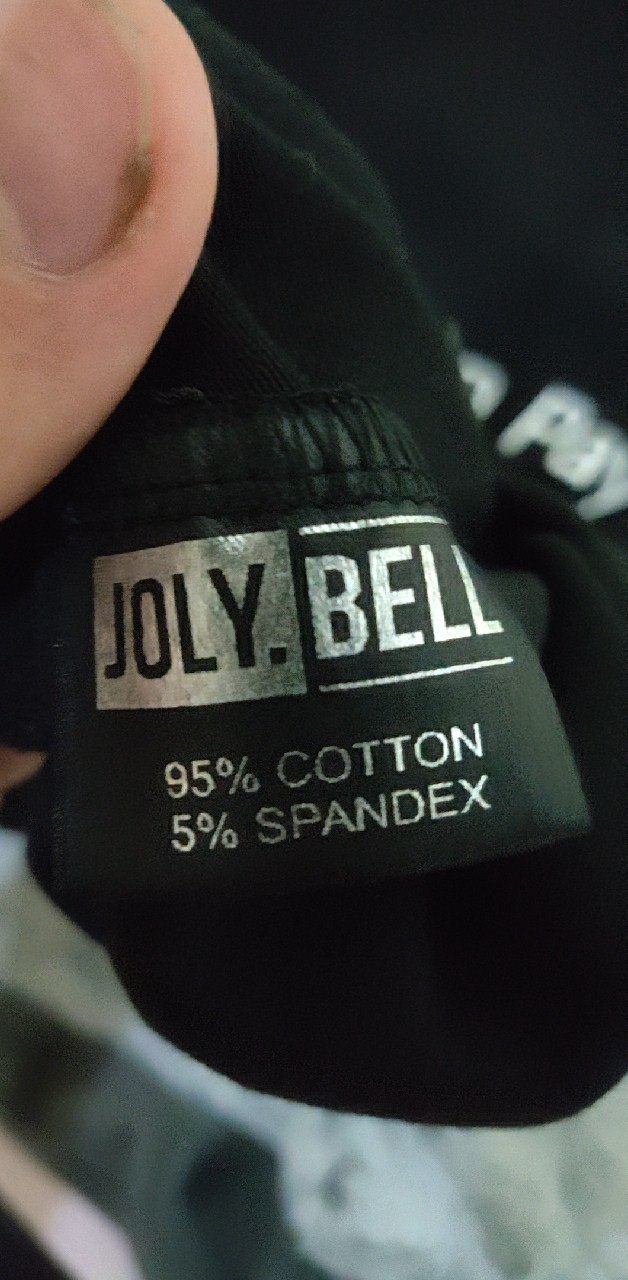 JOLY. BELL
95% COTTON
5% SPANDEX